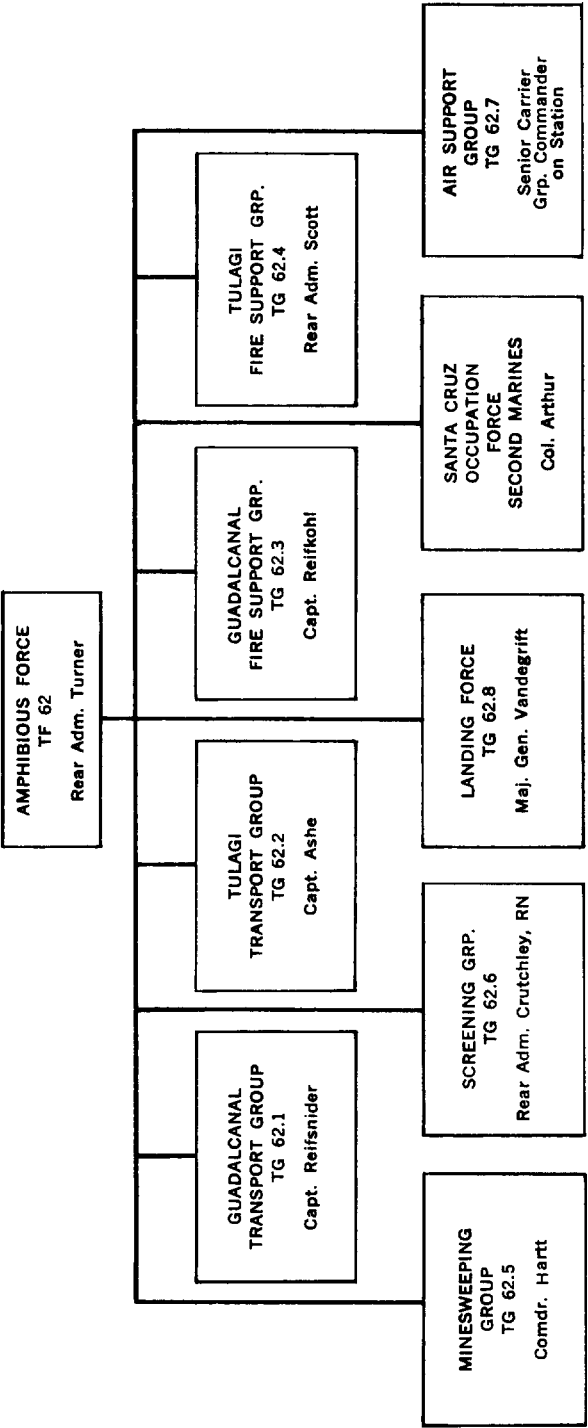 AMPHIBIOUS FORCE
TF 62
Rear Adm. Turner
GUADALCANAL
TRANSPORT GROUP
TG 62.1
Capt. Reifsnider
TULAGI
TRANSPORT GROUP
TG 62.2
Capt. Ashe
GUADALCANAL
FIRE SUPPORT GRP.
TG 62.3
Capt. Reifkohl
TULAGI
FIRE SUPPORT GRP.
TG 62.4
Rear Adm. Scott
MINESWEEPING
GROUP
TG 62.5
Comdr. Hartt
SCREENING GRP.
TG 62.6
Rear Adm. Crutchley, RN
LANDING FORCE
TG 62.8
Maj. Gen. Vandegrift
SANTA CRUZ
OCCUPATION
FORCE
SECOND MARINES
Col. Arthur
AIR SUPPORT
GROUP
TG 62.7
Senior Carrier
Grp. Commander
on Station